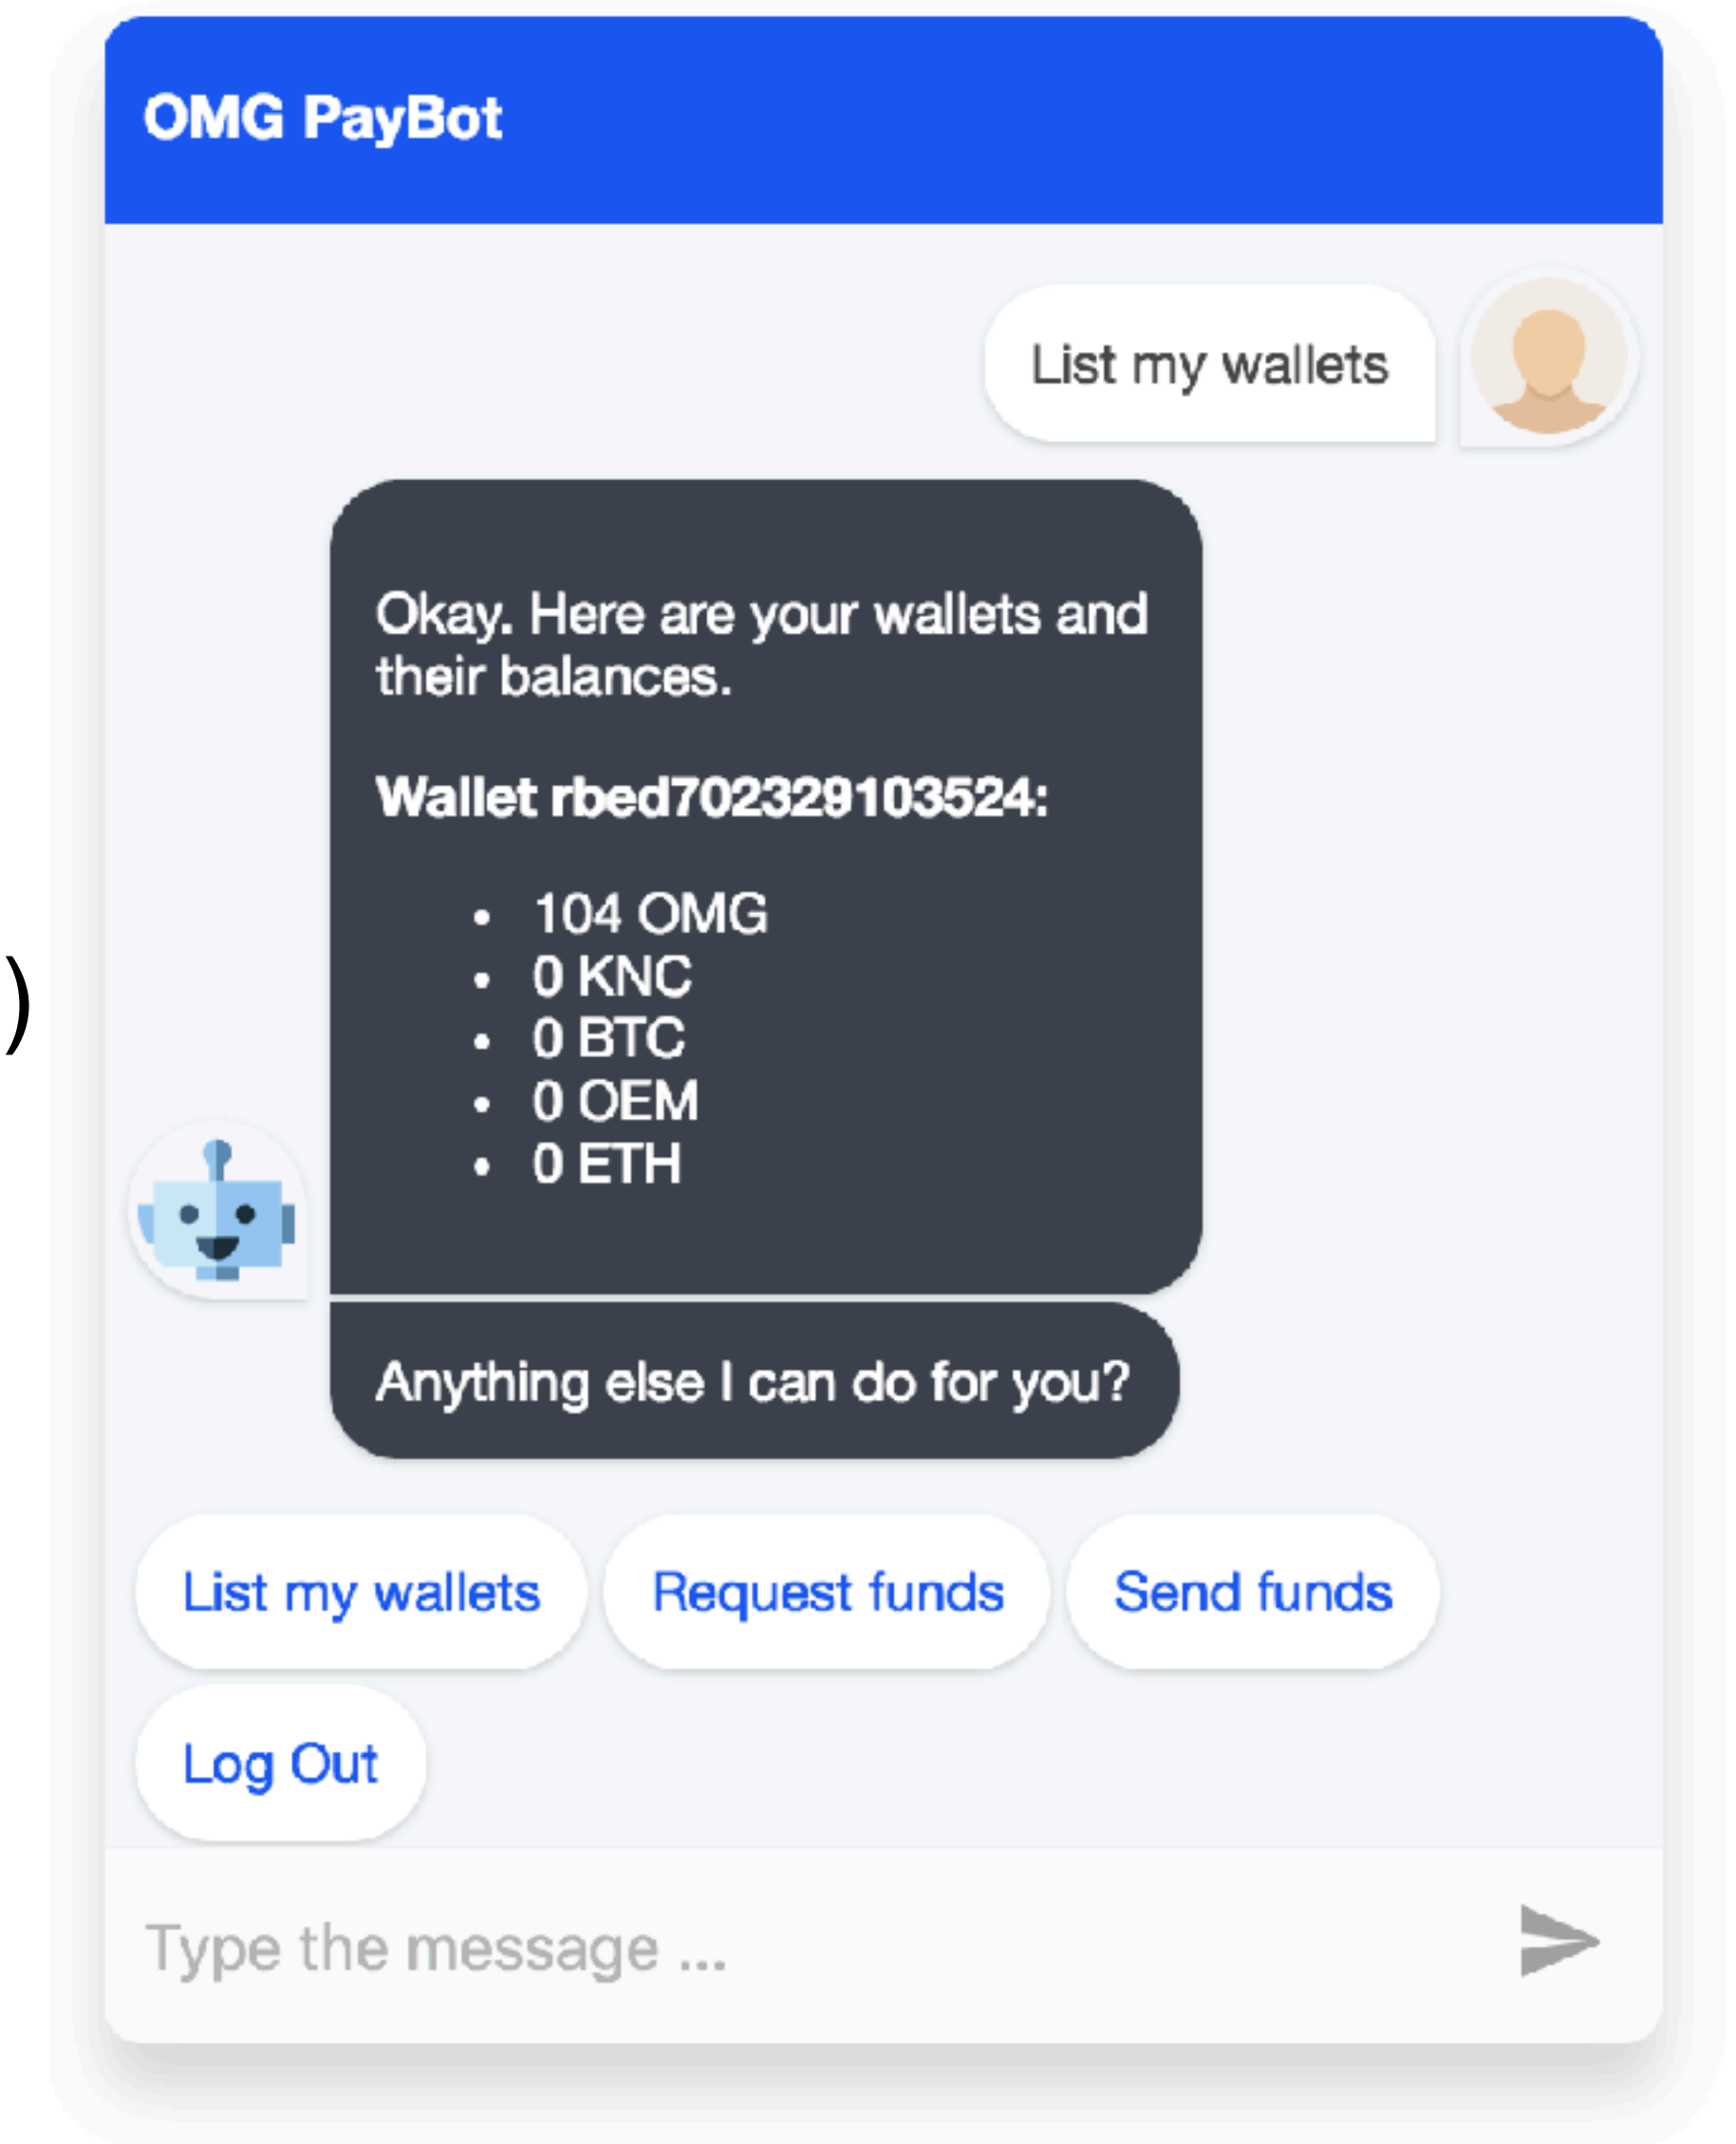 OMG PayBot
List my wallets
Okay. Here are your wallets and
their balances.
Wallet rbed702329103524:
• 104 OMG
• 0 KNC
• 0 BTC
• 0 OEM
• 0 ETH
)
Anything else I can do for you?
List my wallets Request funds Send funds
Log Out
Type the message ...